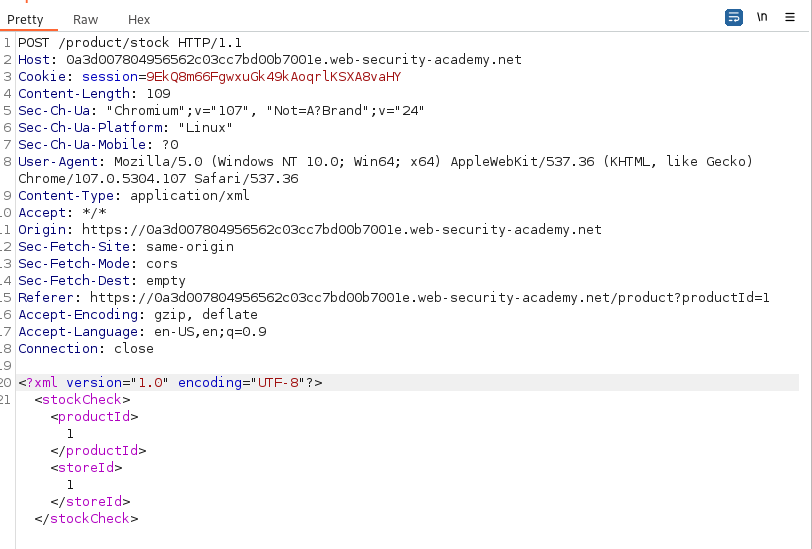 Pretty Raw Hex \n
1 POST /product/stock HTTP/1.1
2 Host: 0a3d007804956562c03cc7bd00b7001e.web-security-academy.net
3 Cookie: session=9EkQ8m66FgwxuGk49kAoqrlKSXA8vaHY
4 Content-Length: 109
5 Sec-Ch-Ua: "Chromium";v="107", "Not=A?Brand";v="24"
6 Sec-Ch-Ua-Platform: "Linux"
7 Sec-Ch-Ua-Mobile: ?0
8 User-Agent: Mozilla/5.0 (Windows NT 10.0; Win64; x64) AppleWebKit/537.36 (KHTML, like Gecko)
Chrome/107.0.5304.107 Safari/537.36
9 Content-Type: application/xml
10 Accept: */*
11 Origin: https://0a3d007804956562c03cc7bd00b7001e.web-security-academy.net
12 Sec-Fetch-Site: same-origin
13 Sec-Fetch-Mode: cors
14 Sec-Fetch-Dest: empty
15 Referer: https://0a3d007804956562c03cc7bd00b7001e.web-security-academy.net/product?productId=1
16 Accept-Encoding: gzip, deflate
17 Accept-Language: en-US,en;q=0.9
18 Connection: close
19
20 <?xml version="1.0" encoding="UTF-8"?>
21 <stockCheck>
<productId>
1
</productId>
<storeId>
1
</storeId>
</stockCheck>